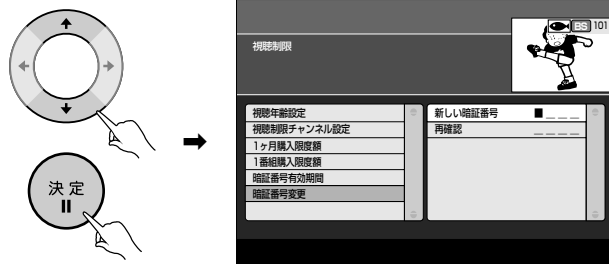 決定
BS 101
視聴制限
視聴年齢設定
視聴制限チャンネル設定
1ヶ月購入限度額
1番組購入限度額
暗証番号有効期間
暗証番号変更
新しい暗証番号 ■ _ _ _
再確認 _ _ _ _